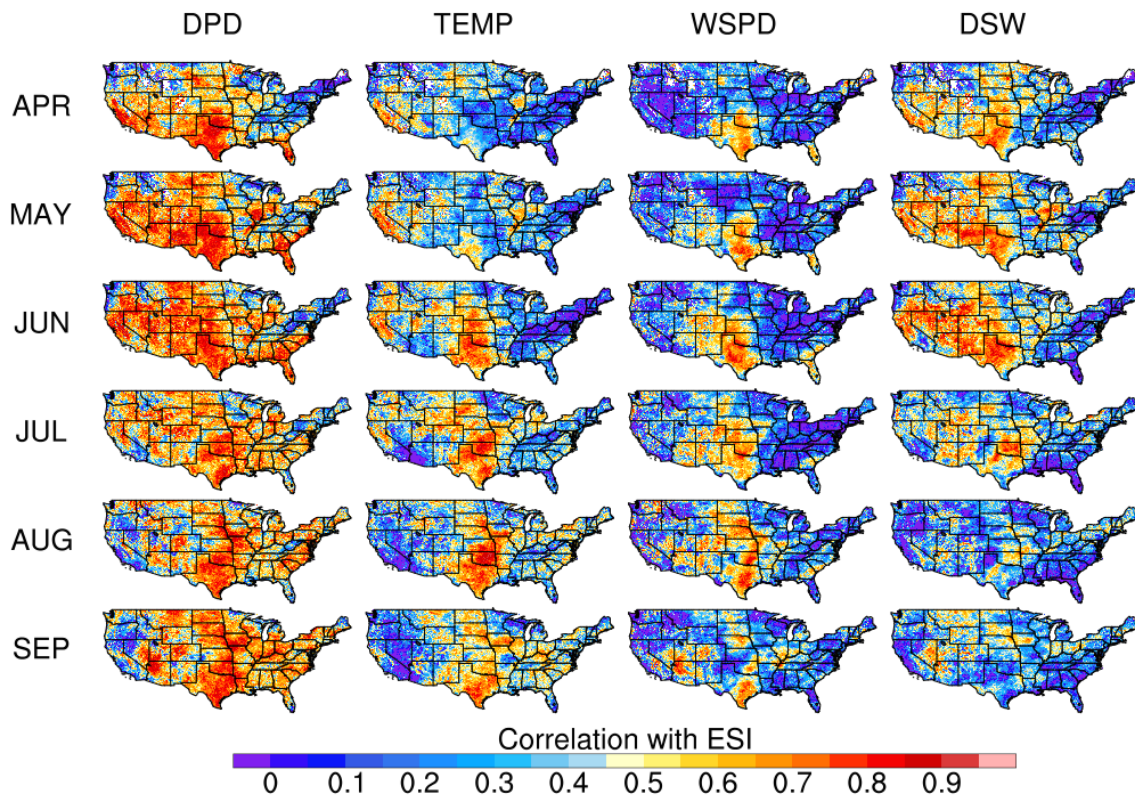 DPD TEMP WSPD DSW
APR
MAY
JUN
JUL
AUG
SEP
Correlation with ESI
0 0.1 0.2 0.3 0.4 0.5 0.6 0.7 0.8 0.9